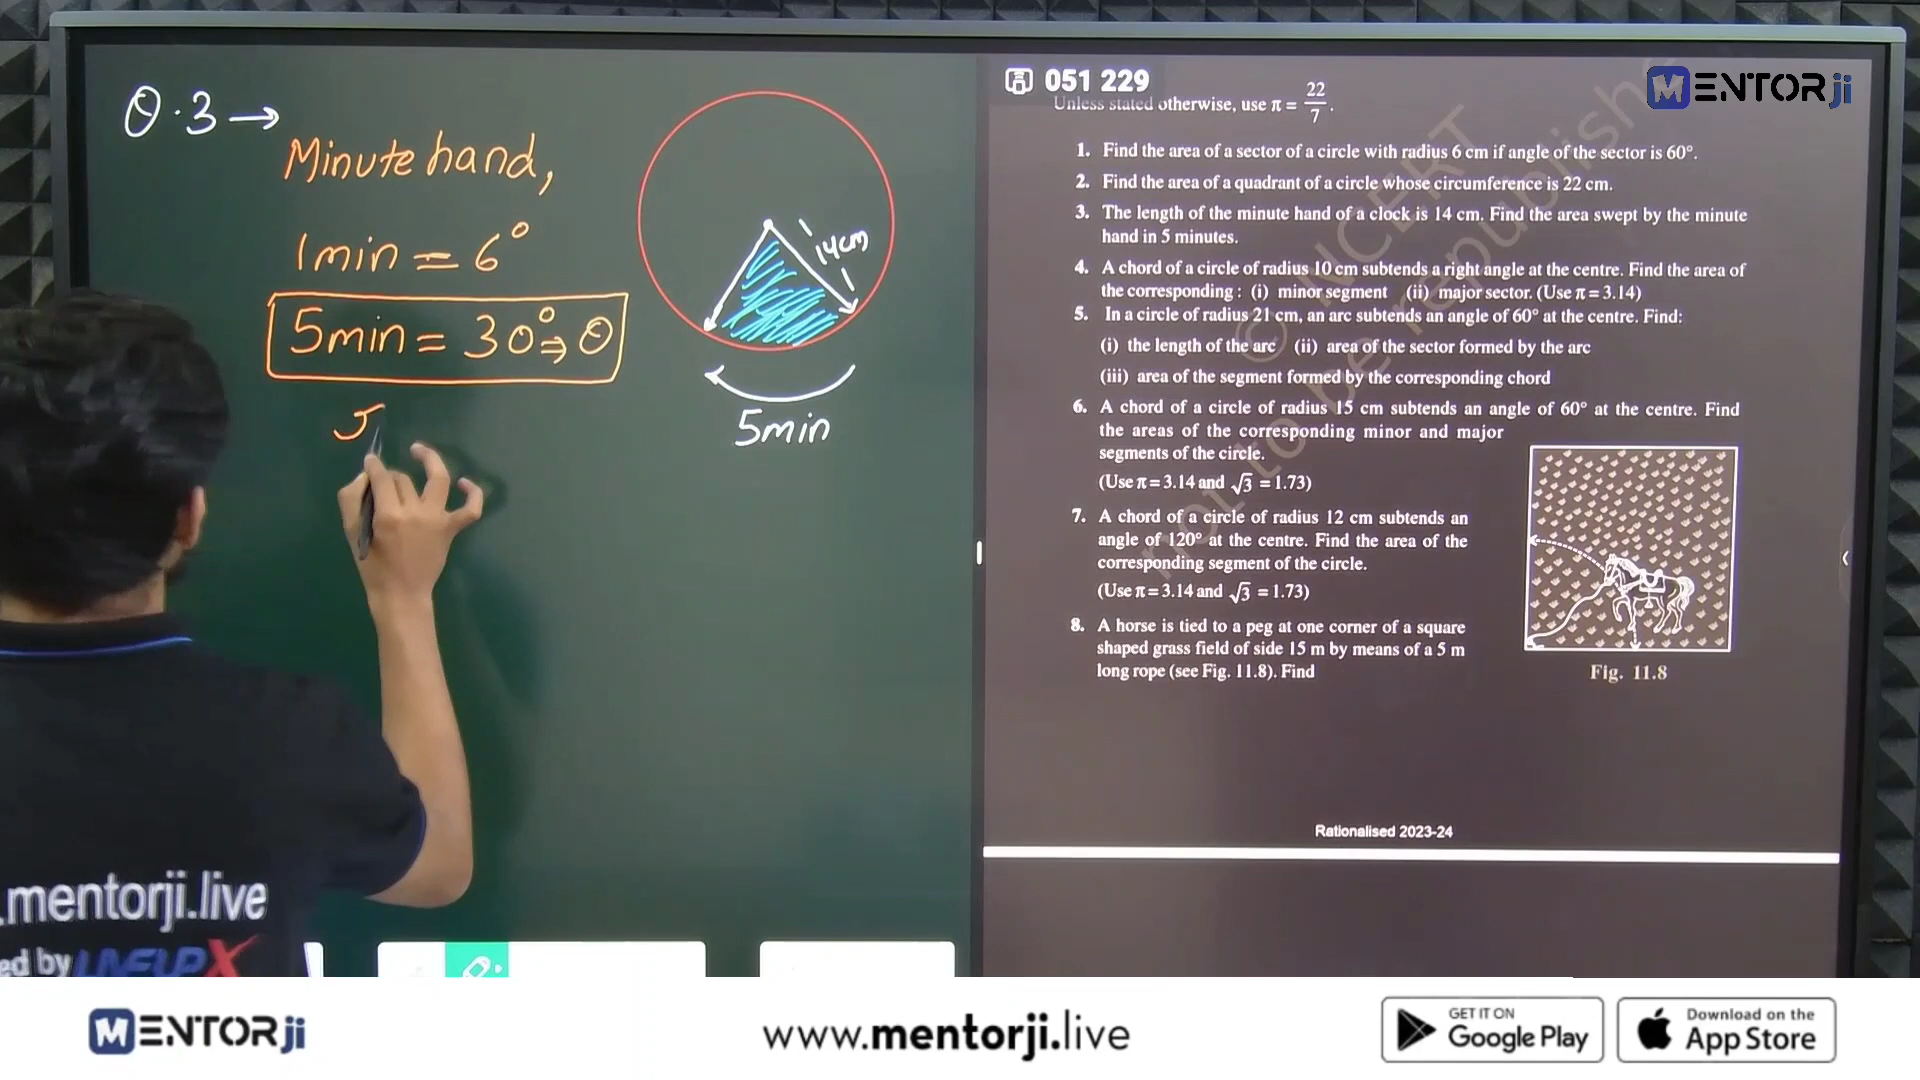 Q.3→
Minute hand,
1min = 6°
5min = 30° ⇒ θ
14cm
5min
051 229
MENTORji
Unless stated otherwise, use π = 22/7.
1. Find the area of a sector of a circle with radius 6 cm if angle of the sector is 60°.
2. Find the area of a quadrant of a circle whose circumference is 22 cm.
3. The length of the minute hand of a clock is 14 cm. Find the area swept by the minute
hand in 5 minutes.
4. A chord of a circle of radius 10 cm subtends a right angle at the centre. Find the area of
the corresponding : (i) minor segment (ii) major sector. (Use π = 3.14)
5. In a circle of radius 21 cm, an arc subtends an angle of 60° at the centre. Find:
(i) the length of the arc (ii) area of the sector formed by the arc
(iii) area of the segment formed by the corresponding chord
6. A chord of a circle of radius 15 cm subtends an angle of 60° at the centre. Find
the areas of the corresponding minor and major
segments of the circle.
(Use π = 3.14 and √3 = 1.73)
7. A chord of a circle of radius 12 cm subtends an
angle of 120° at the centre. Find the area of the
corresponding segment of the circle.
(Use π = 3.14 and √3 = 1.73)
8. A horse is tied to a peg at one corner of a square
shaped grass field of side 15 m by means of a 5 m
long rope (see Fig. 11.8). Find
Fig. 11.8
© NCERT
not to be republished
Rationalised 2023-24
.mentorji.live
ed by LIVEUPX
MENTORji
www.mentorji.live
GET IT ON
Google Play
Download on the
App Store